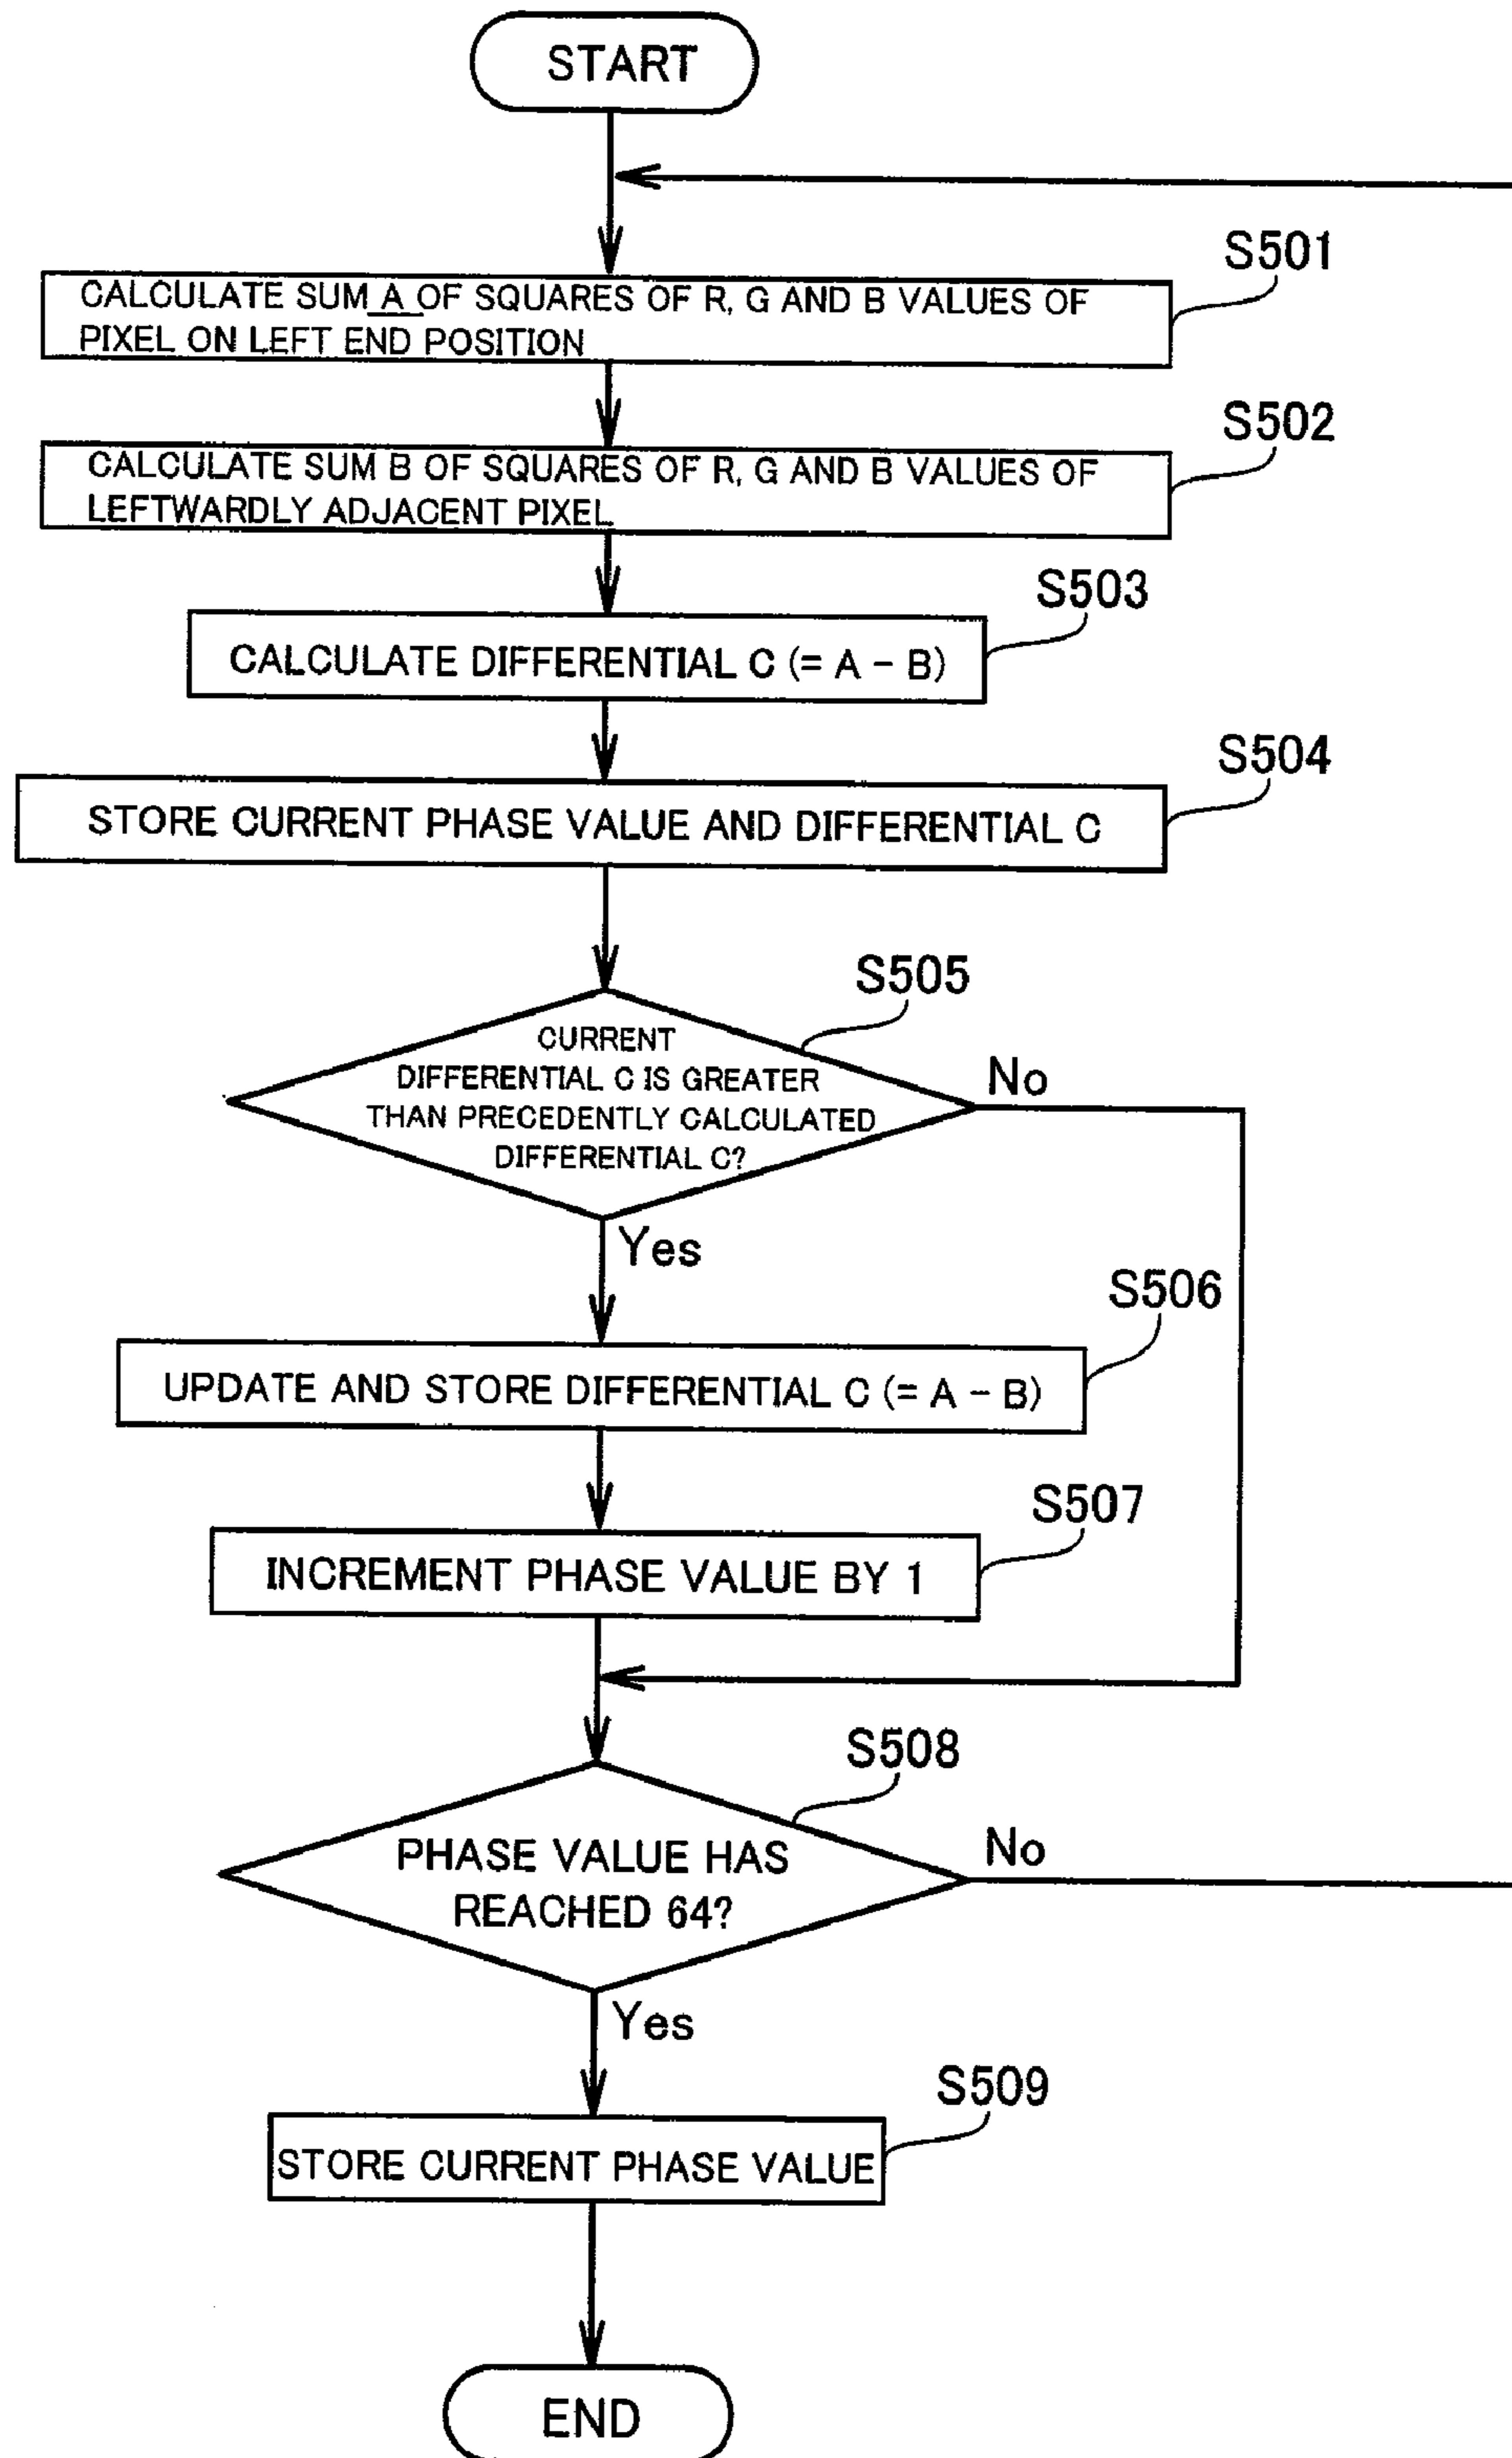 START
S501
CALCULATE SUM A OF SQUARES OF R, G AND B VALUES OF
PIXEL ON LEFT END POSITION
S502
CALCULATE SUM B OF SQUARES OF R, G AND B VALUES OF
LEFTWARDLY ADJACENT PIXEL
S503
CALCULATE DIFFERENTIAL C (= A - B)
S504
STORE CURRENT PHASE VALUE AND DIFFERENTIAL C
S505
CURRENT
DIFFERENTIAL C IS GREATER
THAN PRECEDENTLY CALCULATED
DIFFERENTIAL C?
No
Yes
S506
UPDATE AND STORE DIFFERENTIAL C (= A - B)
S507
INCREMENT PHASE VALUE BY 1
S508
PHASE VALUE HAS
REACHED 64?
No
Yes
S509
STORE CURRENT PHASE VALUE
END